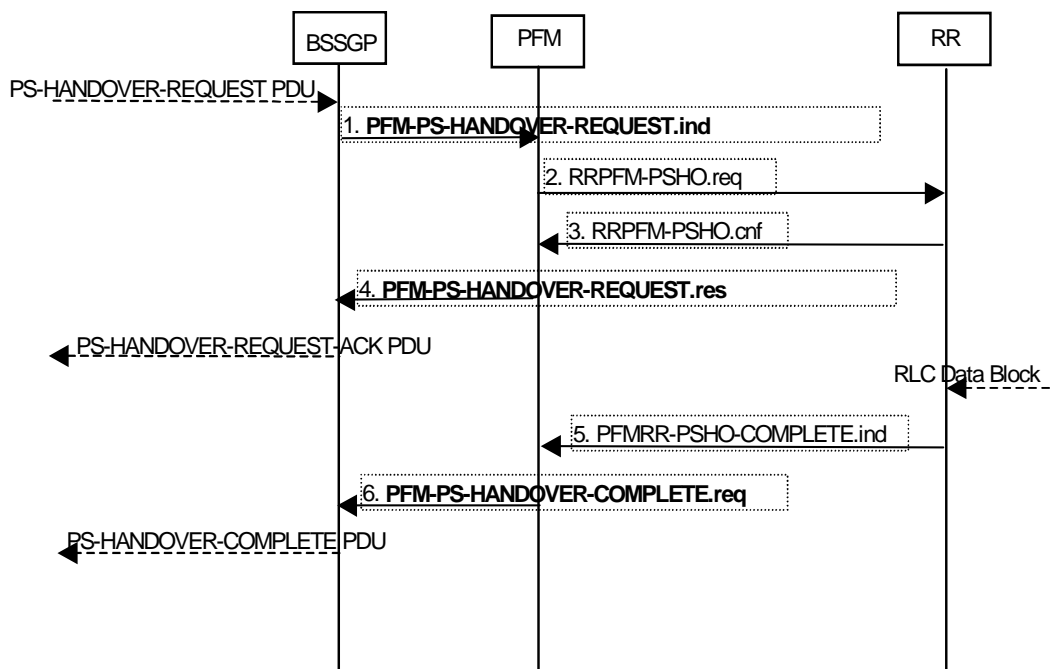 BSSGP
PFM
RR
PS-HANDOVER-REQUEST PDU
1. PFM-PS-HANDOVER-REQUEST.ind
2. RRPFM-PSHO.req
3. RRPFM-PSHO.cnf
4. PFM-PS-HANDOVER-REQUEST.res
PS-HANDOVER-REQUEST-ACK PDU
RLC Data Block
5. PFMRR-PSHO-COMPLETE.ind
6. PFM-PS-HANDOVER-COMPLETE.req
PS-HANDOVER-COMPLETE PDU